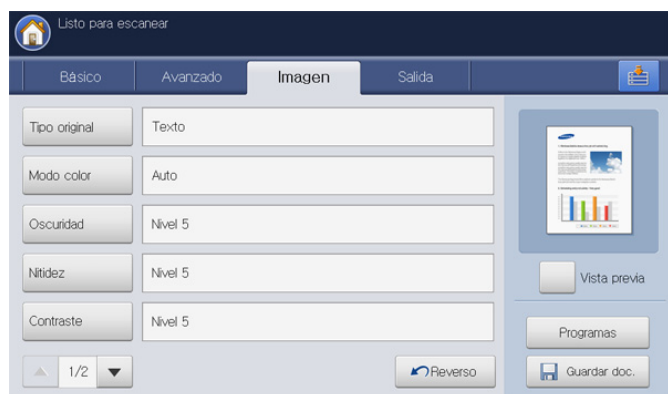 Listo para escanear
Básico
Avanzado
Imagen
Salida
Tipo original
Texto
Modo color
Auto
Oscuridad
Nivel 5
Nitidez
Nivel 5
Contraste
Nivel 5
1/2
Reverso
Vista previa
Programas
Guardar doc.